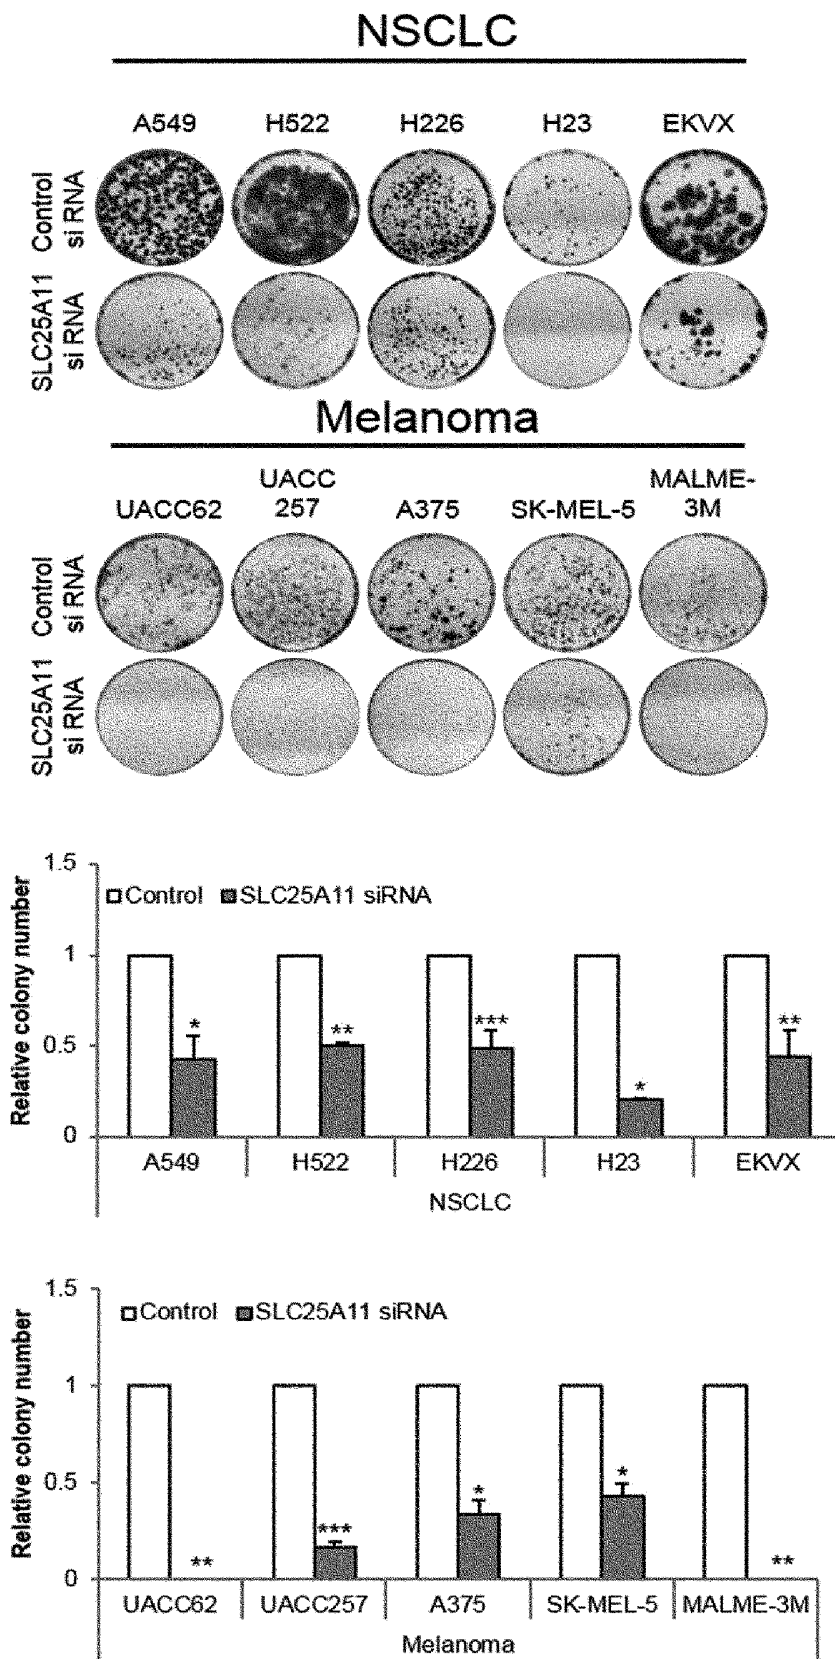 NSCLC
A549 H522 H226 H23 EKVX
Control
si RNA
SLC25A11
si RNA
Melanoma
UACC62 UACC
257 A375 SK-MEL-5 MALME-
3M
Control
si RNA
SLC25A11
si RNA
Relative colony number
1.5
1
0.5
0
Control SLC25A11 siRNA
* ** *** * **
A549 H522 H226 H23 EKVX
NSCLC
Relative colony number
1.5
1
0.5
0
Control SLC25A11 siRNA
** *** * * **
UACC62 UACC257 A375 SK-MEL-5 MALME-3M
Melanoma